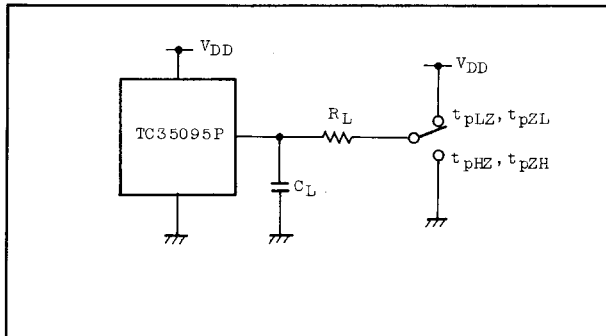 VDD
VDD
RL
tpLZ, tpZL
TC35095P
tpHZ, tpZH
CL